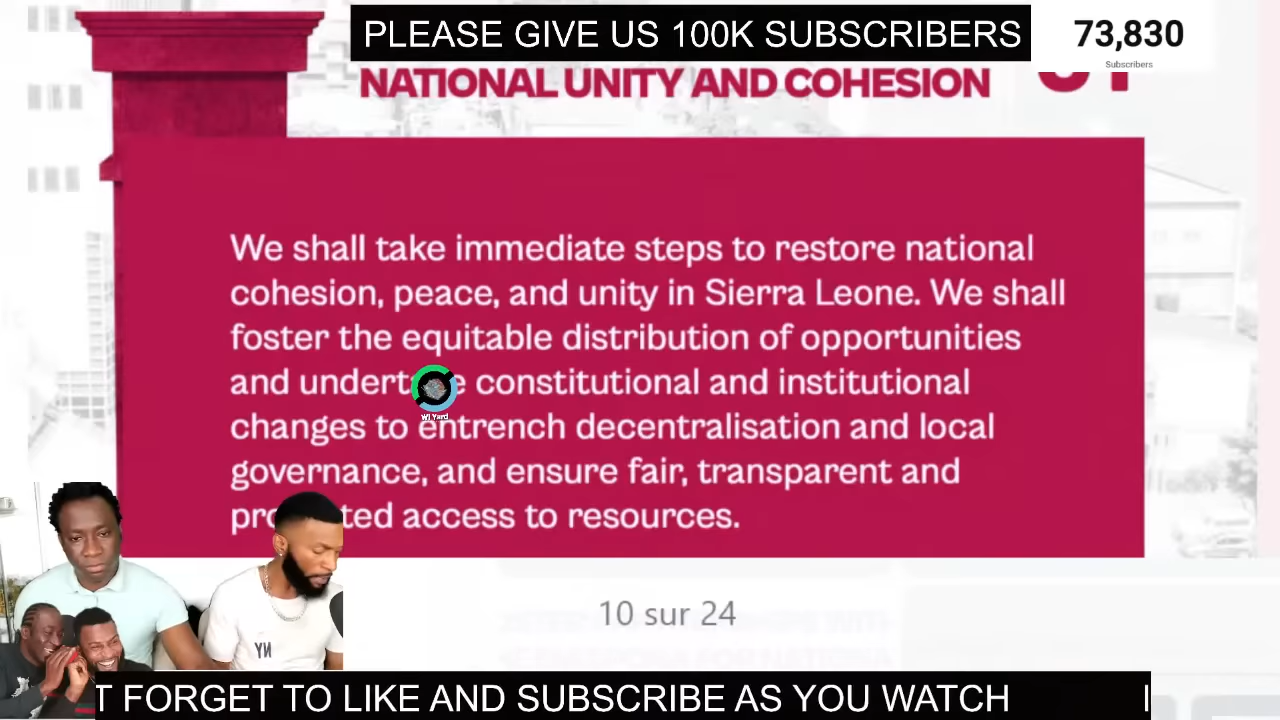 PLEASE GIVE US 100K SUBSCRIBERS
73,830
Subscribers
NATIONAL UNITY AND COHESION
We shall take immediate steps to restore national
cohesion, peace, and unity in Sierra Leone. We shall
foster the equitable distribution of opportunities
and constitutional and institutional
changes to entrench decentralisation and local
governance, and ensure fair, transparent and
access to resources.
Wi Yard
NY
10 sur 24
T FORGET TO LIKE AND SUBSCRIBE AS YOU WATCH